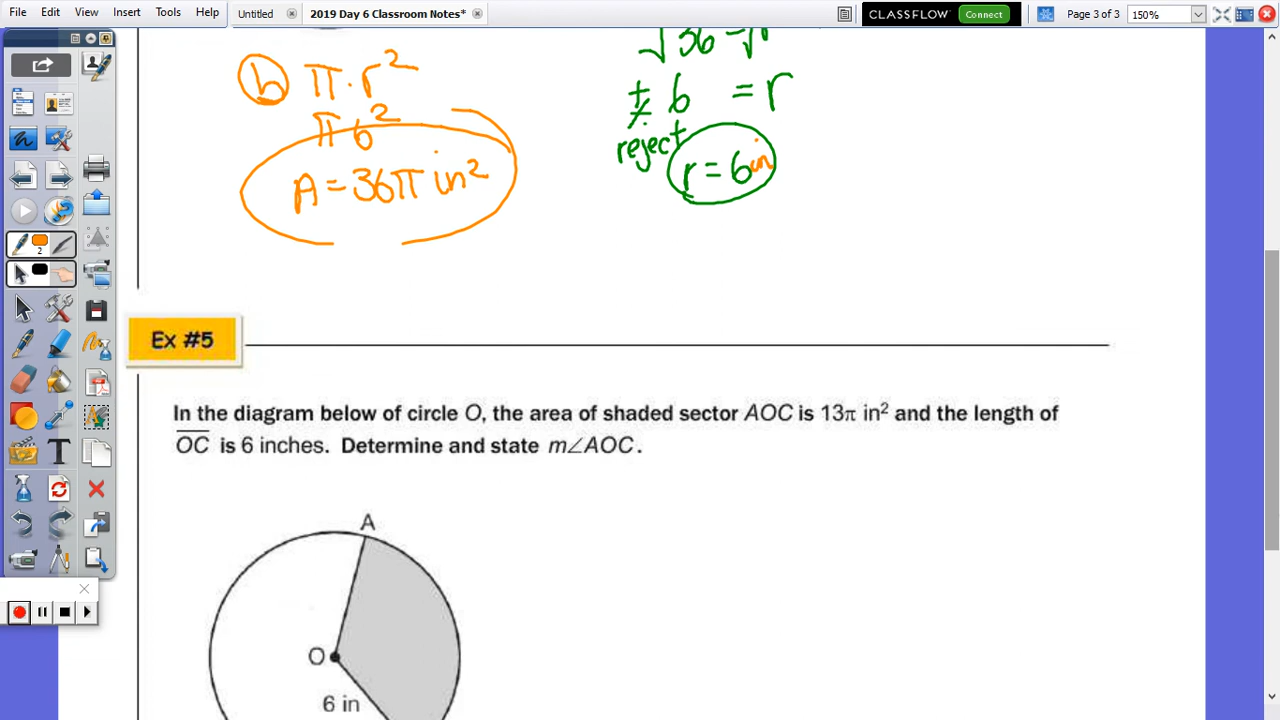 File Edit View Insert Tools Help
Untitled
2019 Day 6 Classroom Notes*
CLASSFLOW Connect
Page 3 of 3
150%
b π · r²
π 6²
A = 36π in²
√36 = √r
± 6 = r
reject
r = 6 in
2
T
Ex #5
In the diagram below of circle O, the area of shaded sector AOC is 13π in² and the length of
OC is 6 inches. Determine and state m∠AOC.
A
O
6 in